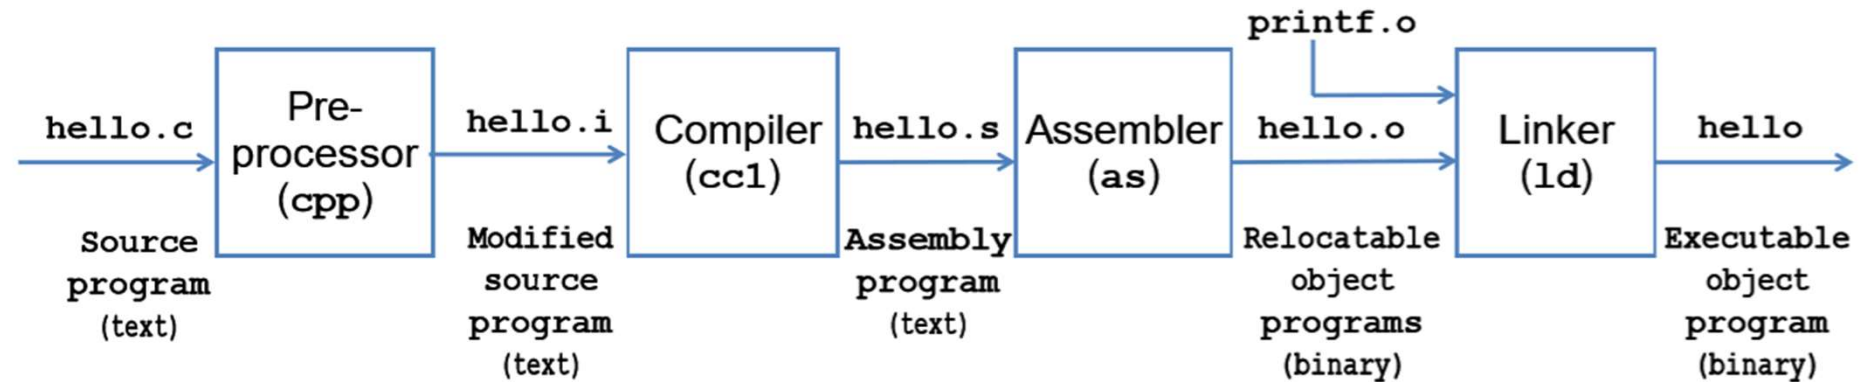 printf.o
hello.c
Pre-
processor
(cpp)
hello.i
Compiler
(cc1)
hello.s
Assembler
(as)
hello.o
Linker
(ld)
hello
Source
program
(text)
Modified
source
program
(text)
Assembly
program
(text)
Relocatable
object
programs
(binary)
Executable
object
program
(binary)